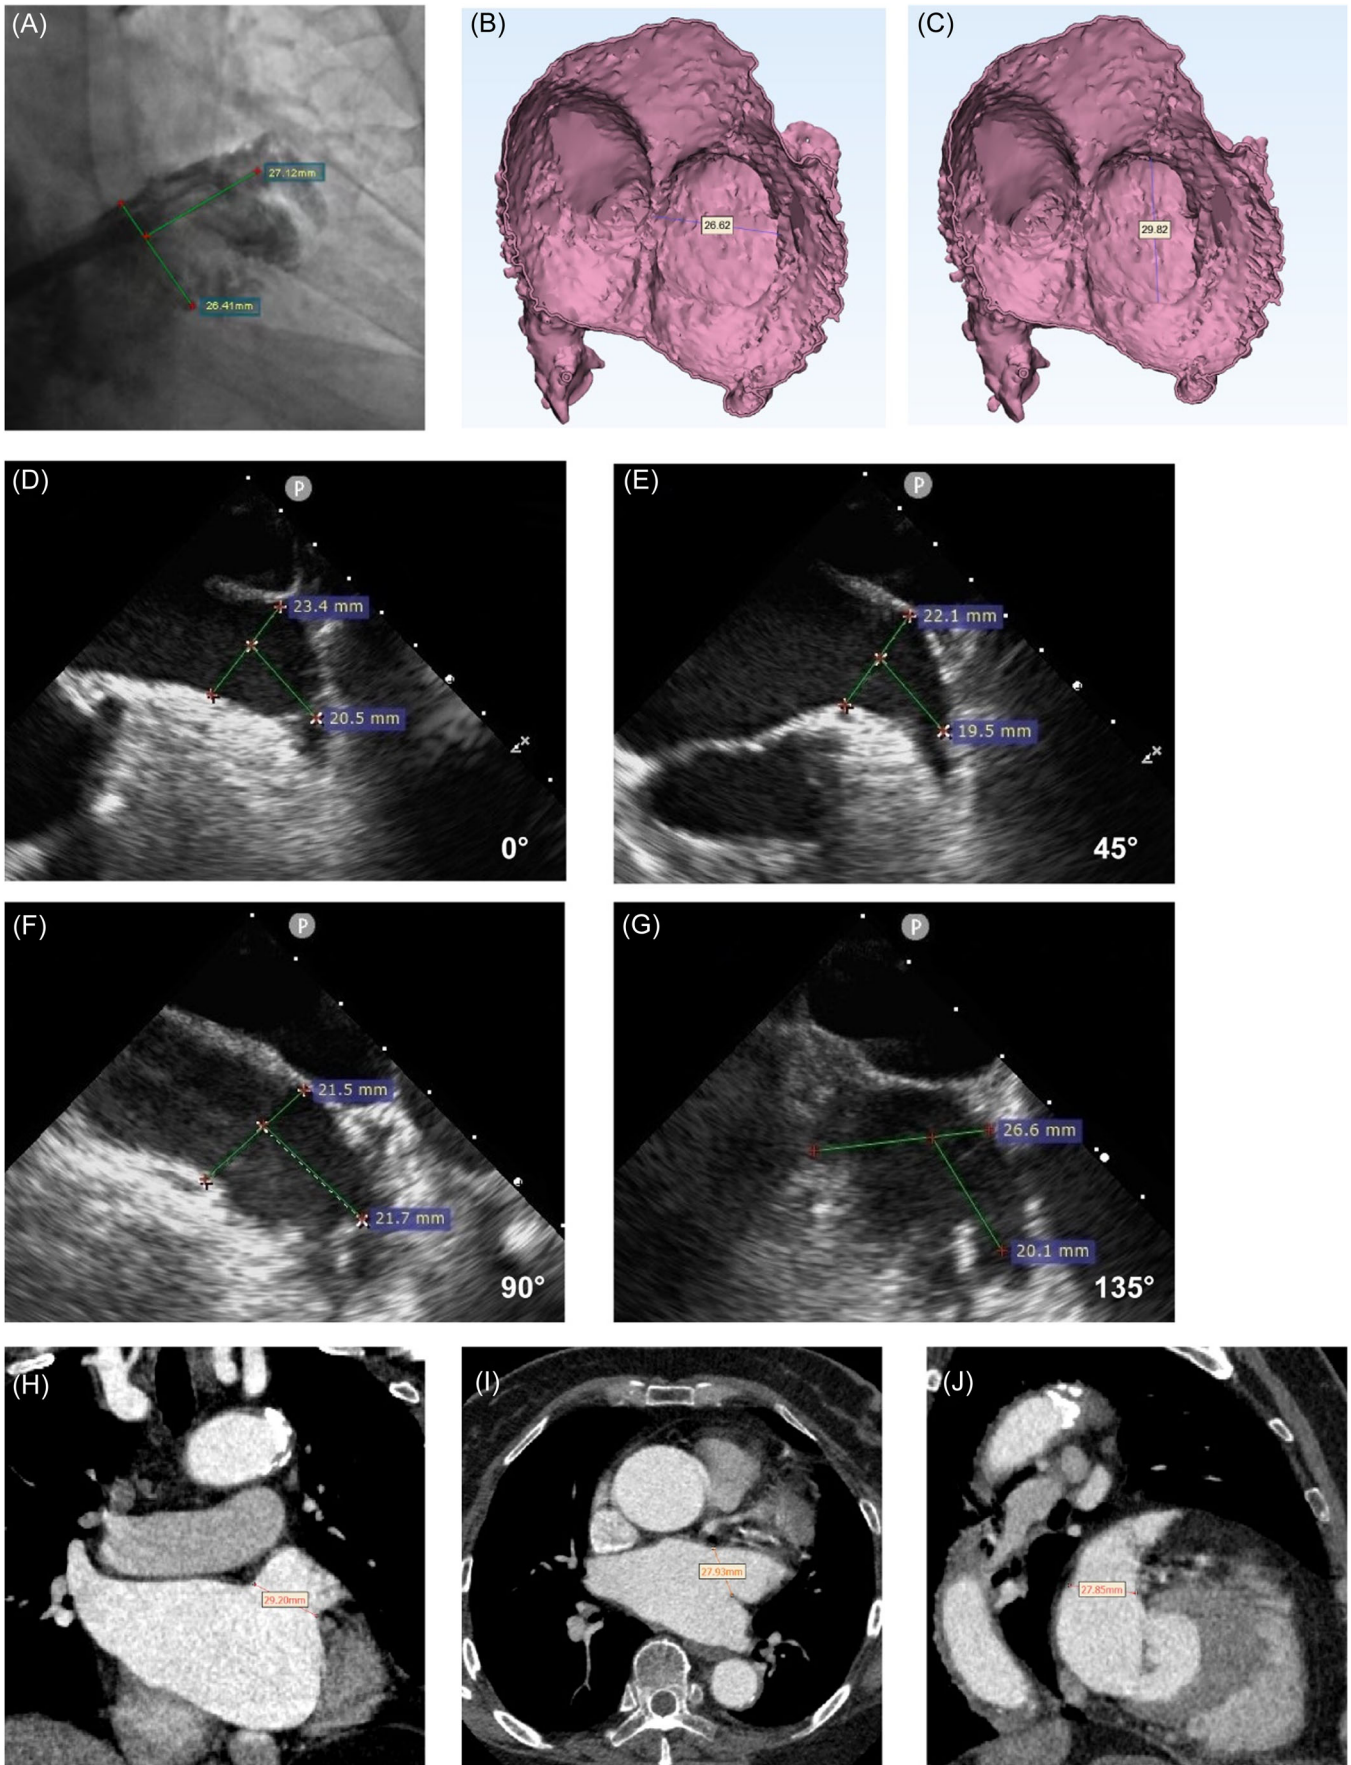 (A)
27.12mm
26.41mm
(B)
26.62
(C)
29.82
(D)
P
23.4 mm
20.5 mm
0°
(E)
P
22.1 mm
19.5 mm
45°
(F)
P
21.5 mm
21.7 mm
90°
(G)
P
26.6 mm
20.1 mm
135°
(H)
29.20mm
(I)
27.93mm
(J)
27.85mm